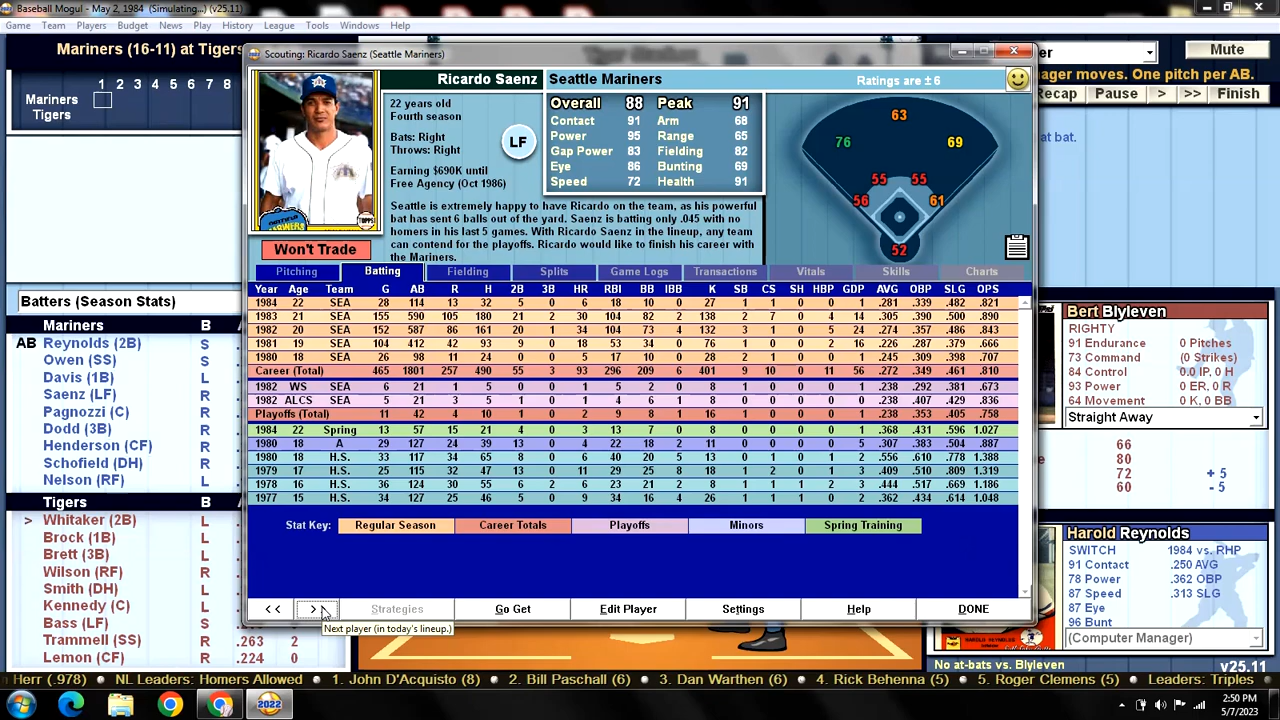 Baseball Mogul - May 2, 1984 (Simulating...) (v25.11)
Game Team Players Budget News Play History League Tools Windows Help
Mariners (16-11) at Tigers
1 2 3 4 5 6 7 8
Mariners
Tigers
Mute
nager moves. One pitch per AB.
Recap Pause > >> Finish
at bat.
Scouting: Ricardo Saenz (Seattle Mariners)
Ricardo Saenz
22 years old
Fourth season
Bats: Right
Throws: Right
Earning $690K until
Free Agency (Oct 1986)
LF
Seattle Mariners
Ratings are ± 6
Overall 88 Peak 91
Contact 91 Arm 68
Power 95 Range 65
Gap Power 83 Fielding 82
Eye 86 Bunting 69
Speed 72 Health 91
63
76 69
55 55
56 61
52
Seattle is extremely happy to have Ricardo on the team, as his powerful
bat has sent 6 balls out of the yard. Saenz is batting only .045 with no
homers in his last 5 games. With Ricardo Saenz in the lineup, any team
can contend for the playoffs. Ricardo would like to finish his career with
the Mariners.
MARINERS
TOPPS
Won't Trade
Pitching Batting Fielding Splits Game Logs Transactions Vitals Skills Charts
Year Age Team G AB R H 2B 3B HR RBI BB IBB K SB CS SH HBP GDP AVG OBP SLG OPS
1984 22 SEA 28 114 13 32 5 0 6 18 10 0 27 1 1 0 0 2 .281 .339 .482 .821
1983 21 SEA 155 590 105 180 21 2 30 104 82 2 138 2 7 0 4 14 .305 .390 .500 .890
1982 20 SEA 152 587 86 161 20 1 34 104 73 4 132 3 1 0 5 24 .274 .357 .486 .843
1981 19 SEA 104 412 42 93 9 0 18 53 34 0 76 1 1 0 2 16 .226 .287 .379 .666
1980 18 SEA 26 98 11 24 0 0 5 17 10 0 28 2 1 0 0 0 .245 .309 .398 .707
Career (Total) 465 1801 257 490 55 3 93 296 209 6 401 9 10 0 11 56 .272 .349 .461 .810
1982 WS SEA 6 21 1 5 0 0 1 5 2 0 8 0 0 0 0 0 .238 .292 .381 .673
1982 ALCS SEA 5 21 3 5 1 0 1 4 6 1 8 0 0 0 0 0 .238 .407 .429 .836
Playoffs (Total) 11 42 4 10 1 0 2 9 8 1 16 0 0 0 0 0 .238 .353 .405 .758
1984 22 Spring 13 57 15 21 4 0 3 13 7 0 8 0 0 0 0 0 .368 .431 .596 1.027
1980 18 A 29 127 24 39 13 0 4 22 18 2 11 0 0 0 0 3 .307 .383 .504 .887
1980 18 H.S. 33 117 34 65 8 0 6 40 20 5 13 0 0 0 1 2 .556 .610 .778 1.388
1979 17 H.S. 25 115 32 47 13 0 11 29 25 8 18 1 2 0 0 3 .409 .510 .809 1.319
1978 16 H.S. 36 124 30 55 6 2 6 23 21 2 8 1 1 1 2 3 .444 .517 .669 1.186
1977 15 H.S. 34 127 25 46 5 0 9 34 16 4 26 1 1 0 1 2 .362 .434 .614 1.048
Stat Key: Regular Season Career Totals Playoffs Minors Spring Training
<< > Strategies Go Get Edit Player Settings Help DONE
Next player (in today's lineup.)
Batters (Season Stats)
Mariners B
AB Reynolds (2B) S
Owen (SS) S
Davis (1B) L
Saenz (LF) R
Pagnozzi (C) R
Dodd (3B) R
Henderson (CF) R
Schofield (DH) R
Nelson (RF) R
Tigers B
> Whitaker (2B) L
Brock (1B) L
Brett (3B) L
Wilson (RF) R
Smith (DH) L
Kennedy (C) R
Bass (LF) L
Trammell (SS) R .263 2
Lemon (CF) R .224 0
Bert Blyleven
RIGHTY
91 Endurance 0 Pitches
73 Command (0 Strikes)
84 Control 0.0 IP, 0 H
93 Power 0 ER, 0 R
64 Movement 0 K, 0 BB
Straight Away
66
80
72 + 5
60 - 5
Harold Reynolds
SWITCH 1984 vs. RHP
91 Contact .250 AVG
78 Power .362 OBP
87 Speed .313 SLG
87 Eye
96 Bunt
(Computer Manager)
HAROLD REYNOLDS
No at-bats vs. Blyleven
v25.11
Herr (.978) NL Leaders: Homers Allowed 1. John D'Acquisto (8) 2. Bill Paschall (6) 3. Dan Warthen (6) 4. Rick Behenna (5) 5. Roger Clemens (5) Leaders: Triples
2022
2:50 PM
5/7/2023